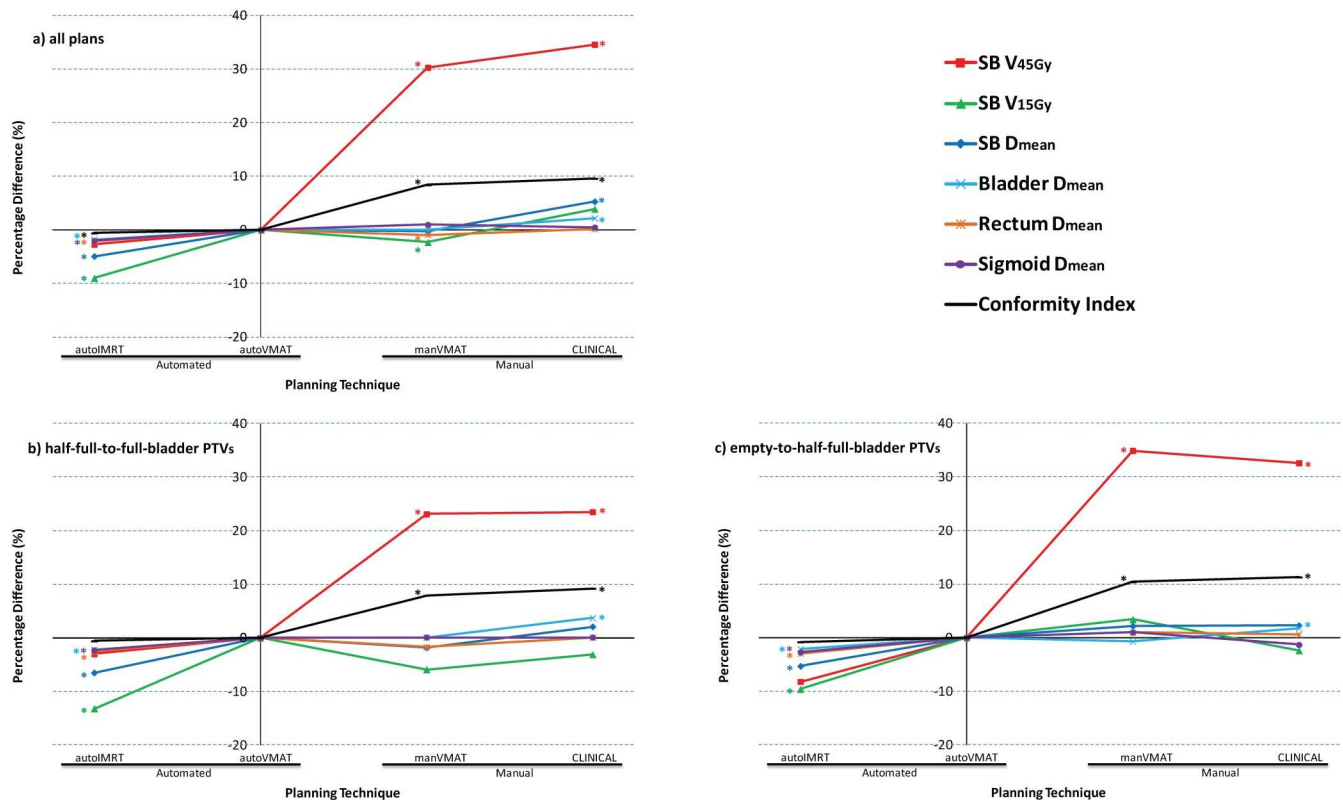 a) all plans
Percentage Difference (%)
40
30
20
10
0
-10
-20
autoIMRT autoVMAT manVMAT CLINICAL
Automated Manual
Planning Technique
SB V45Gy
SB V15Gy
SB Dmean
Bladder Dmean
Rectum Dmean
Sigmoid Dmean
Conformity Index
b) half-full-to-full-bladder PTVs
Percentage Difference (%)
40
30
20
10
0
-10
-20
autoIMRT autoVMAT manVMAT CLINICAL
Automated Manual
Planning Technique
c) empty-to-half-full-bladder PTVs
Percentage Difference (%)
40
30
20
10
0
-10
-20
autoIMRT autoVMAT manVMAT CLINICAL
Automated Manual
Planning Technique